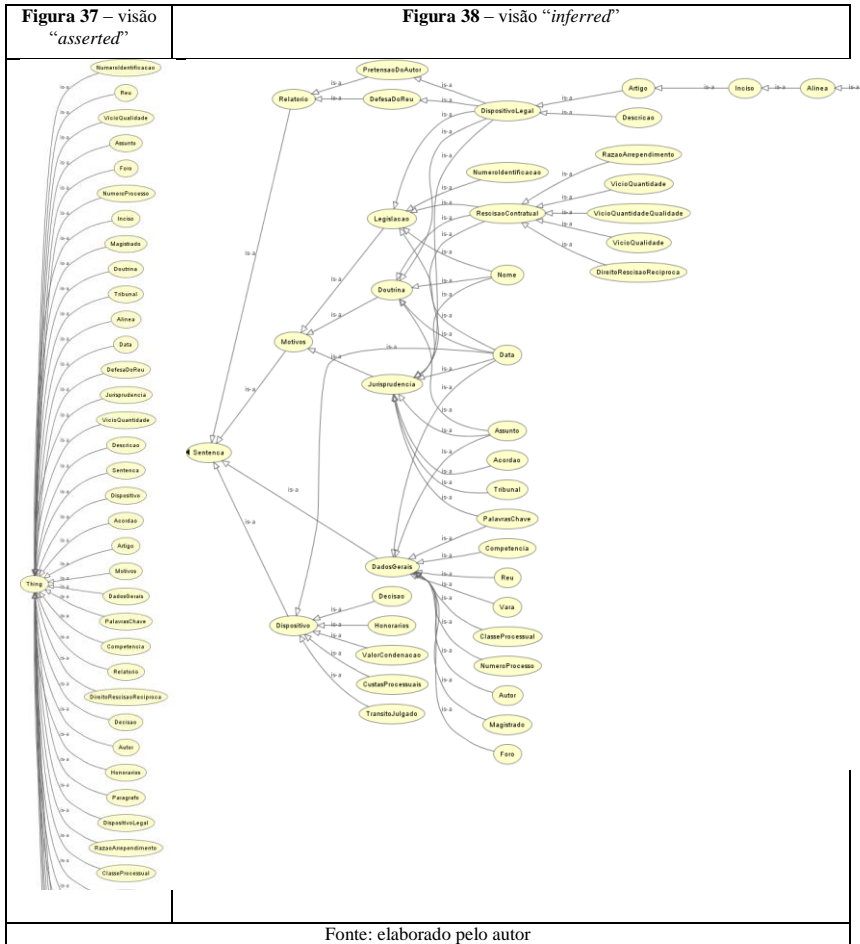 Figura 37 – visão
“asserted”
Figura 38 – visão “inferred”
NumeroIdentificacao
Reu
VicioQualidade
Assunto
Foro
NumeroProcesso
Inciso
Magistrado
Doutrina
Tribunal
Alinea
Data
DefesaDoReu
Jurisprudencia
VicioQuantidade
Descricao
Sentenca
Dispositivo
Acordao
Artigo
Motivos
Thing
DadosGerais
PalavrasChave
Competencia
Relatorio
DireitoRescisaoReciproca
Decisao
Autor
Honorarios
Paragrafo
DispositivoLegal
RazaoArrependimento
ClasseProcessual
PretensaoDoAutor
Relatorio
DefesaDoReu
DispositivoLegal
Artigo
is-a
Inciso
is-a
Alinea
is-a
Descricao
NumeroIdentificacao
RazaoArrependimento
VicioQuantidade
Legislacao
RescisaoContratual
VicioQuantidadeQualidade
VicioQualidade
DireitoRescisaoReciproca
Nome
Doutrina
Motivos
Data
Jurisprudencia
Sentenca
Assunto
Acordao
Tribunal
PalavrasChave
Competencia
DadosGerais
Reu
Decisao
Vara
Dispositivo
Honorarios
ClasseProcessual
ValorCondenacao
NumeroProcesso
CustasProcessuais
Autor
TransitoJulgado
Magistrado
Foro
Fonte: elaborado pelo autor